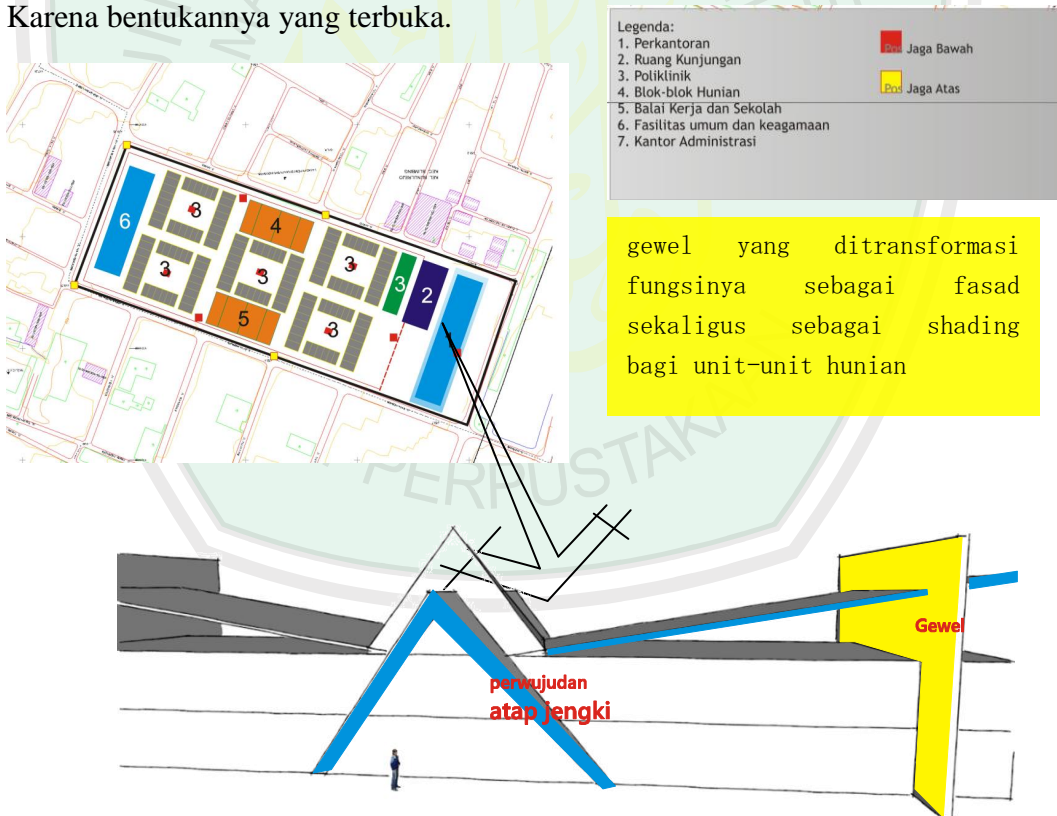 Karena bentukannya yang terbuka.
Legenda:
1. Perkantoran
2. Ruang Kunjungan
3. Poliklinik
4. Blok-blok Hunian
5. Balai Kerja dan Sekolah
6. Fasilitas umum dan keagamaan
7. Kantor Administrasi
Pos Jaga Bawah
Pos Jaga Atas
6
3
4
3
3
3
5
3
3
2
gewel yang ditransformasi
fungsinya sebagai fasad
sekaligus sebagai shading
bagi unit-unit hunian
PERPUSTAKA
Gewel
perwujudan
atap jengki